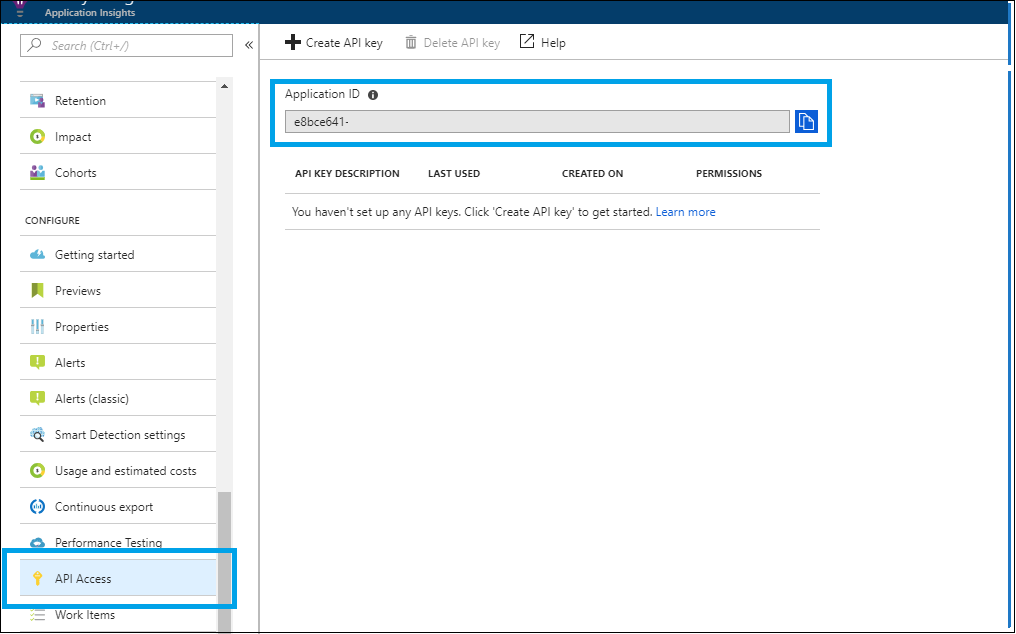 Application Insights
Search (Ctrl+/)
«
Retention
Impact
Cohorts
CONFIGURE
Getting started
Previews
Properties
Alerts
Alerts (classic)
Smart Detection settings
Usage and estimated costs
Continuous export
Performance Testing
API Access
Work Items
Create API key Delete API key Help
Application ID
e8bce641-
API KEY DESCRIPTION LAST USED CREATED ON PERMISSIONS
You haven't set up any API keys. Click 'Create API key' to get started. Learn more